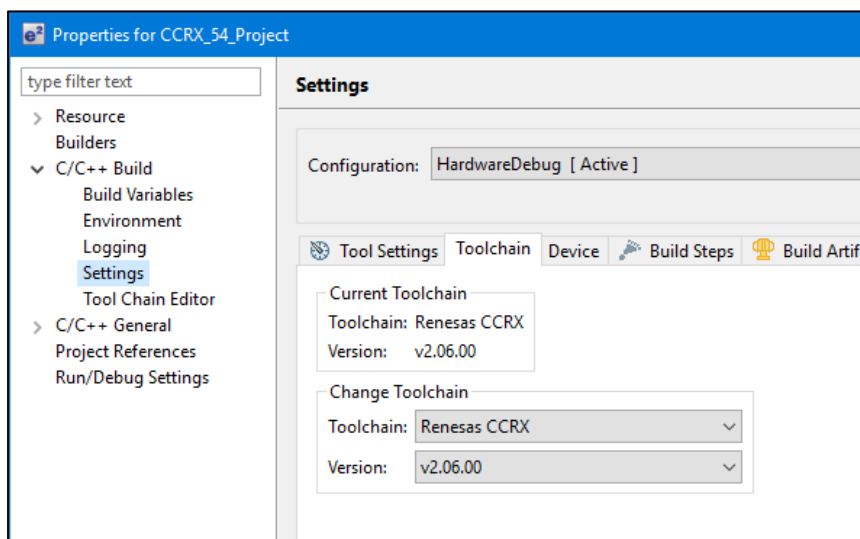 e² Properties for CCRX_54_Project
type filter text
Resource
Builders
C/C++ Build
Build Variables
Environment
Logging
Settings
Tool Chain Editor
C/C++ General
Project References
Run/Debug Settings
Settings
Configuration: HardwareDebug [ Active ]
Tool Settings Toolchain Device Build Steps Build Artif
Current Toolchain
Toolchain: Renesas CCRX
Version: v2.06.00
Change Toolchain
Toolchain: Renesas CCRX
Version: v2.06.00